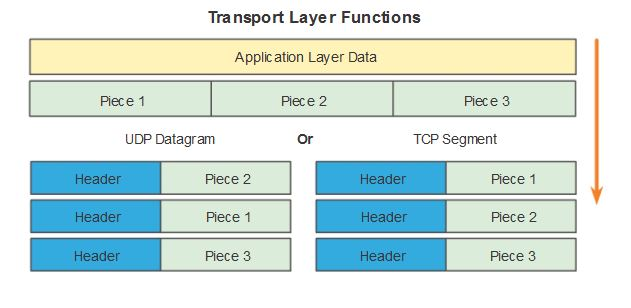 Transport Layer Functions
Application Layer Data
Piece 1 Piece 2 Piece 3
UDP Datagram Or TCP Segment
Header Piece 2 Header Piece 1
Header Piece 1 Header Piece 2
Header Piece 3 Header Piece 3